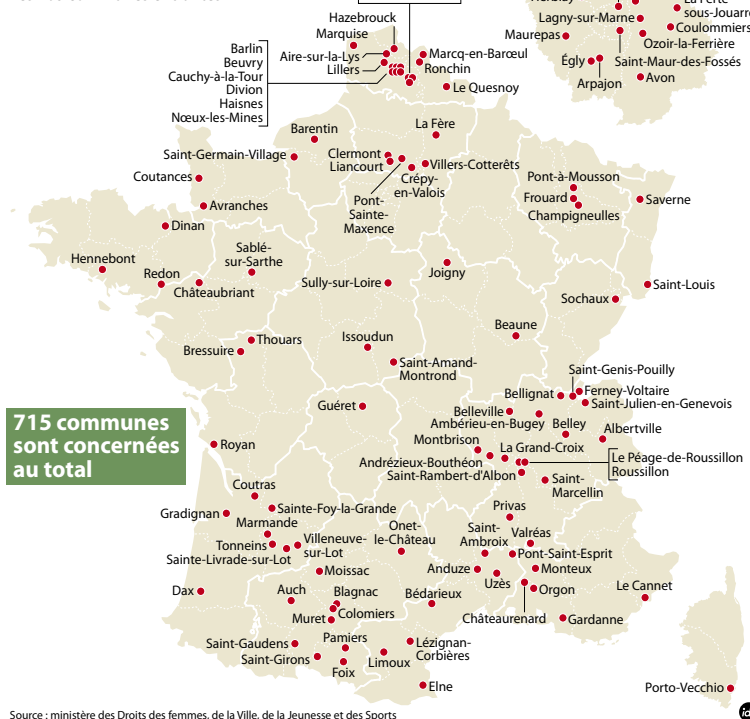 Hazebrouck
Marquise
Aire-sur-la-Lys
Lillers
Marcq-en-Barœul
Ronchin
Le Quesnoy
Barlin
Beuvry
Cauchy-à-la-Tour
Divion
Haisnes
Nœux-les-Mines
sous-Jouarre
Lagny-sur-Marne
Coulommiers
Maurepas
Ozoir-la-Ferrière
Saint-Maur-des-Fossés
Égly
Avon
Arpajon
La Fère
Barentin
Saint-Germain-Village
Clermont
Liancourt
Villers-Cotterêts
Crépy-
en-Valois
Pont-
Sainte-
Maxence
Coutances
Avranches
Dinan
Pont-à-Mousson
Frouard
Champigneulles
Saverne
Hennebont
Redon
Châteaubriant
Sablé-
sur-Sarthe
Sully-sur-Loire
Joigny
Saint-Louis
Sochaux
Beaune
Thouars
Bressuire
Issoudun
Saint-Amand-
Montrond
Guéret
Saint-Genis-Pouilly
Bellignat
Ferney-Voltaire
Saint-Julien-en-Genevois
Belleville
Ambérieu-en-Bugey
Belley
Albertville
Montbrison
La Grand-Croix
Andrézieux-Bouthéon
Saint-Rambert-d'Albon
Le Péage-de-Roussillon
Roussillon
Saint-
Marcellin
715 communes
sont concernées
au total
Royan
Coutras
Sainte-Foy-la-Grande
Gradignan
Marmande
Tonneins
Villeneuve-
sur-Lot
Sainte-Livrade-sur-Lot
Onet-
le-Château
Moissac
Privas
Saint-
Ambroix
Valréas
Pont-Saint-Esprit
Anduze
Uzès
Monteux
Orgon
Châteaurenard
Le Cannet
Gardanne
Dax
Auch
Blagnac
Colomiers
Muret
Bédarieux
Saint-Gaudens
Saint-Girons
Pamiers
Foix
Limoux
Lézignan-
Corbières
Elne
Porto-Vecchio
Source : ministère des Droits des femmes, de la Ville, de la Jeunesse et des Sports